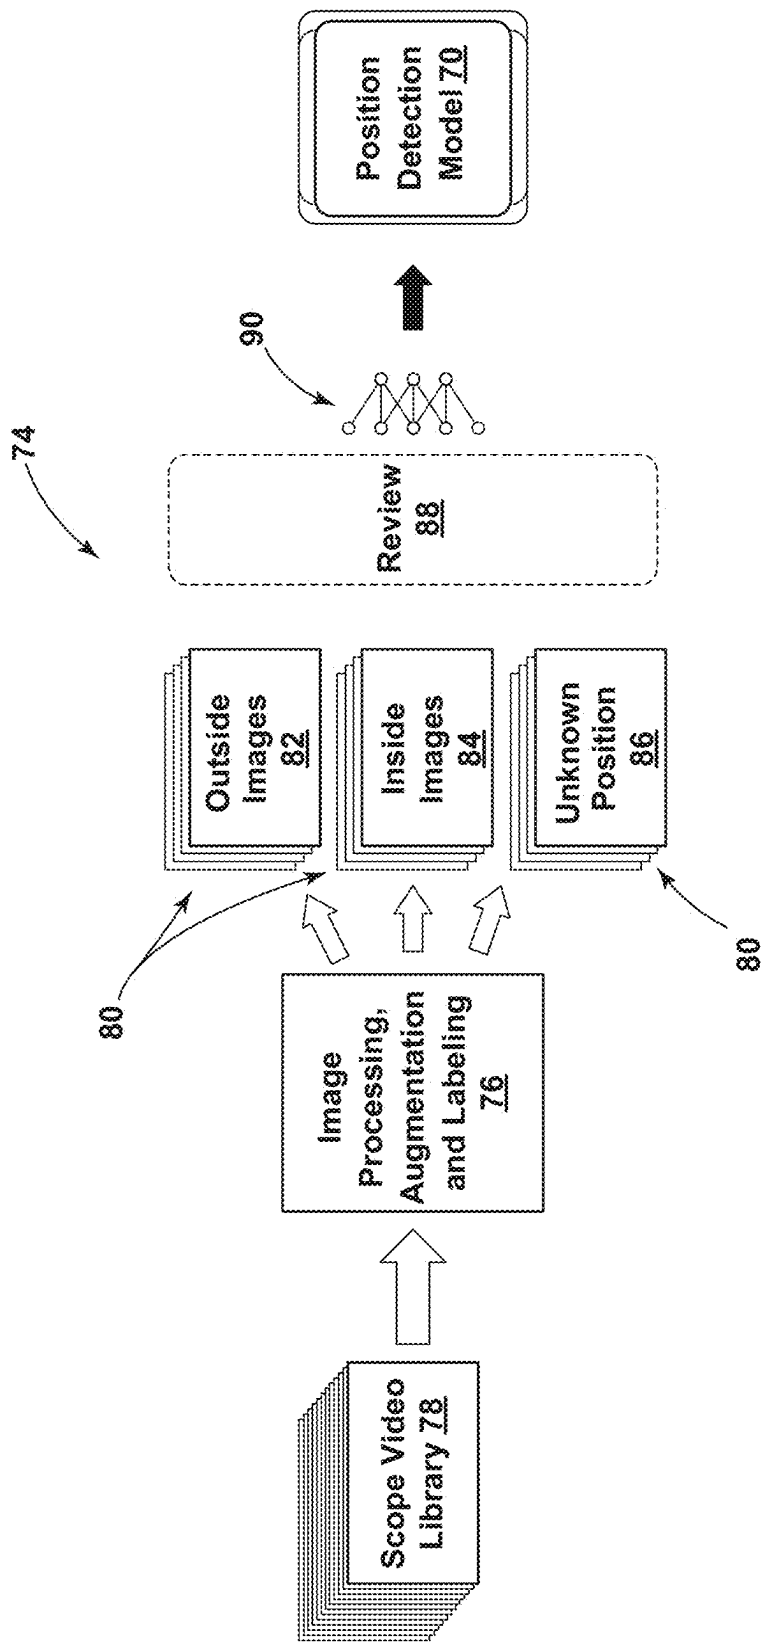 74
80
90
Scope Video
Library 78
Image
Processing,
Augmentation
and Labeling
76
Outside
Images
82
Inside
Images
84
Unknown
Position
86
80
Review
88
Position
Detection
Model 70